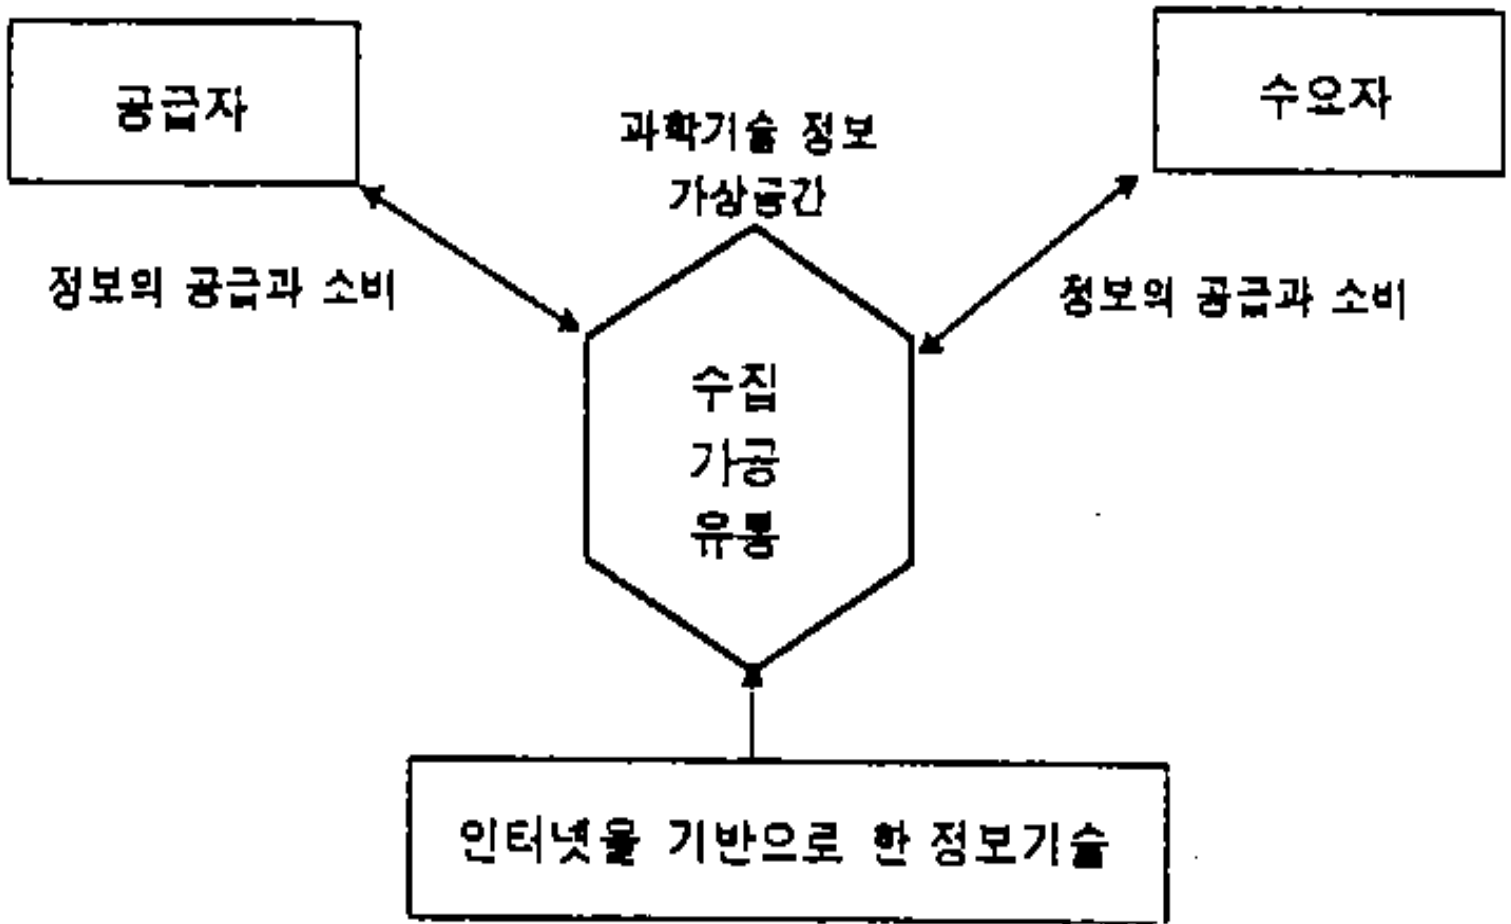 공급자
수요자
과학기술 정보
가상공간
정보의 공급과 소비
정보의 공급과 소비
수집
가공
유통
인터넷을 기반으로 한 정보기술